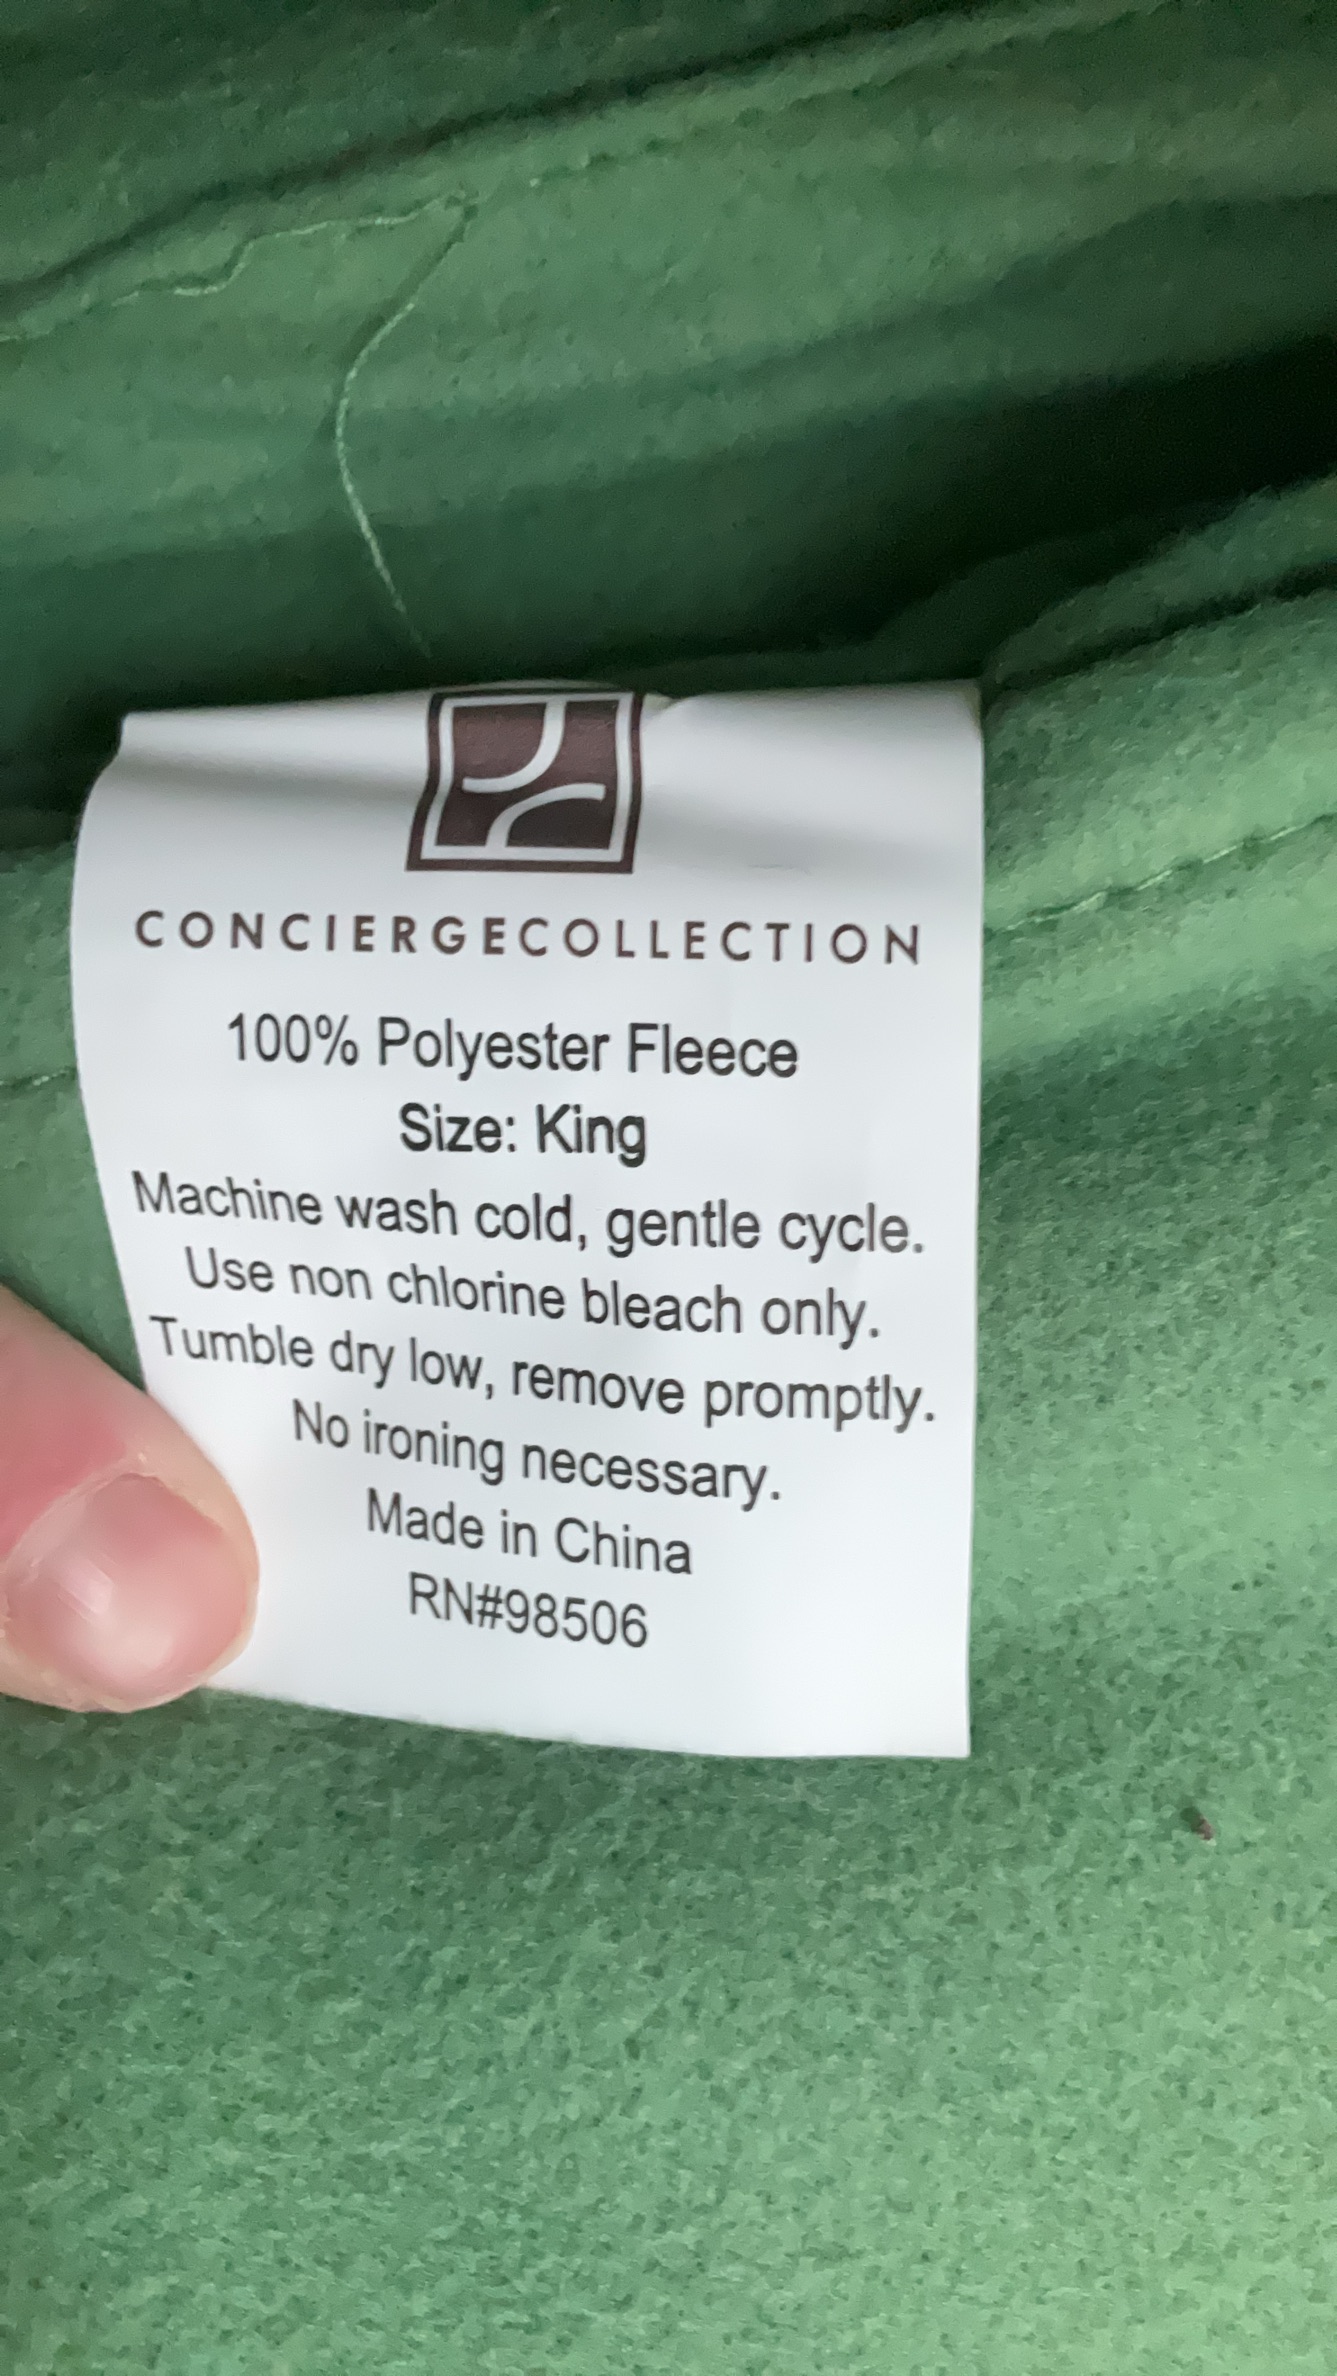 CONCIERGECOLLECTION
100% Polyester Fleece
Size: King
Machine wash cold, gentle cycle.
Use non chlorine bleach only.
Tumble dry low, remove promptly.
No ironing necessary.
Made in China
RN#98506